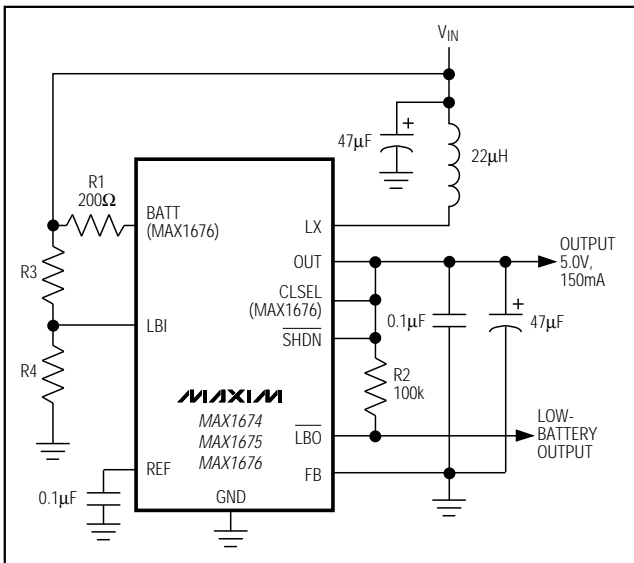 VIN
47µF
+
22µH
R1
200Ω
BATT
(MAX1676)
LX
OUT
OUTPUT
5.0V,
150mA
R3
CLSEL
(MAX1676)
0.1µF
+
47µF
LBI
SHDN
R4
R2
100k
MAXIM
MAX1674
MAX1675
MAX1676
LBO
LOW-
BATTERY
OUTPUT
REF
FB
0.1µF
GND